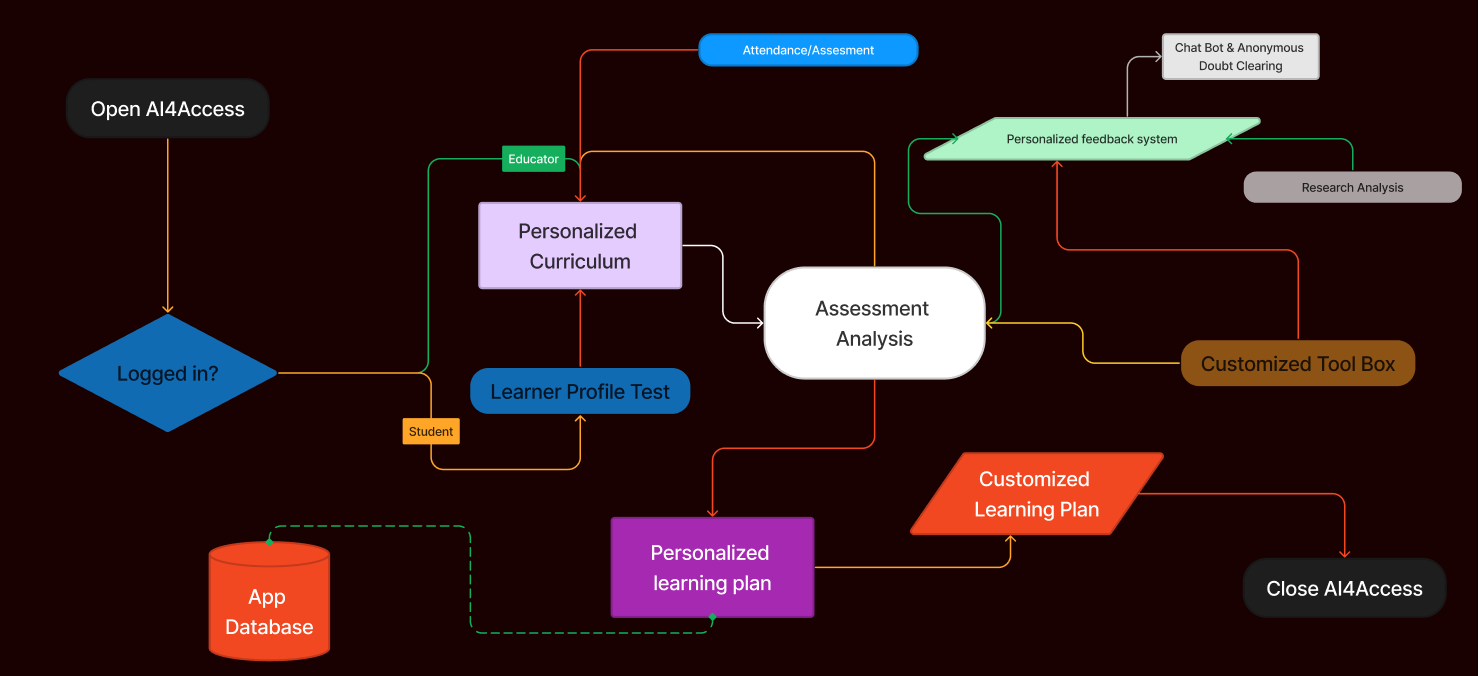 Attendance/Assesment
Chat Bot & Anonymous
Doubt Clearing
Open AI4Access
Personalized feedback system
Educator
Research Analysis
Personalized
Curriculum
Assessment
Analysis
Logged in?
Learner Profile Test
Customized Tool Box
Student
Customized
Learning Plan
Personalized
learning plan
Close AI4Access
App
Database